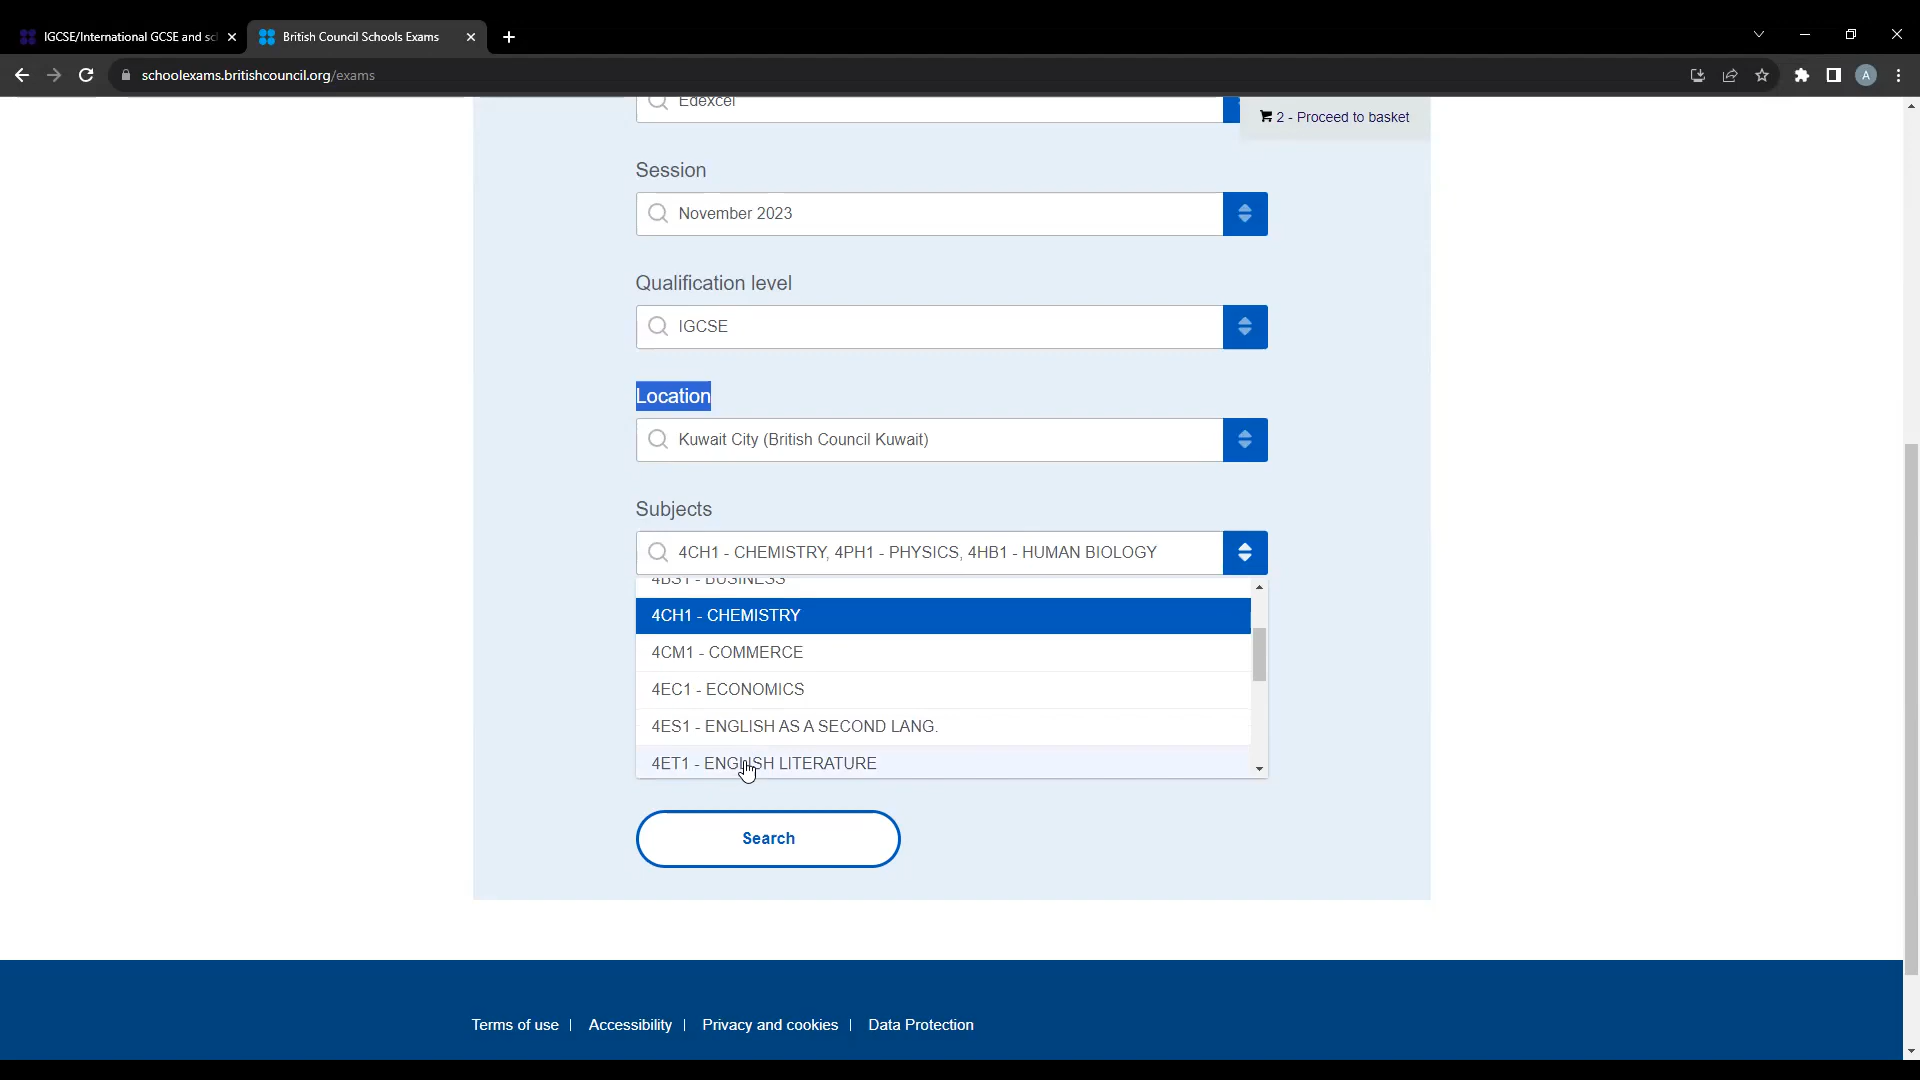 IGCSE/International GCSE and sc
British Council Schools Exams
schoolexams.britishcouncil.org/exams
A
Edexcel
2 - Proceed to basket
Session
November 2023
Qualification level
IGCSE
Location
Kuwait City (British Council Kuwait)
Subjects
4CH1 - CHEMISTRY, 4PH1 - PHYSICS, 4HB1 - HUMAN BIOLOGY
4BS1 - BUSINESS
4CH1 - CHEMISTRY
4CM1 - COMMERCE
4EC1 - ECONOMICS
4ES1 - ENGLISH AS A SECOND LANG.
4ET1 - ENGLISH LITERATURE
Search
Terms of use | Accessibility | Privacy and cookies | Data Protection